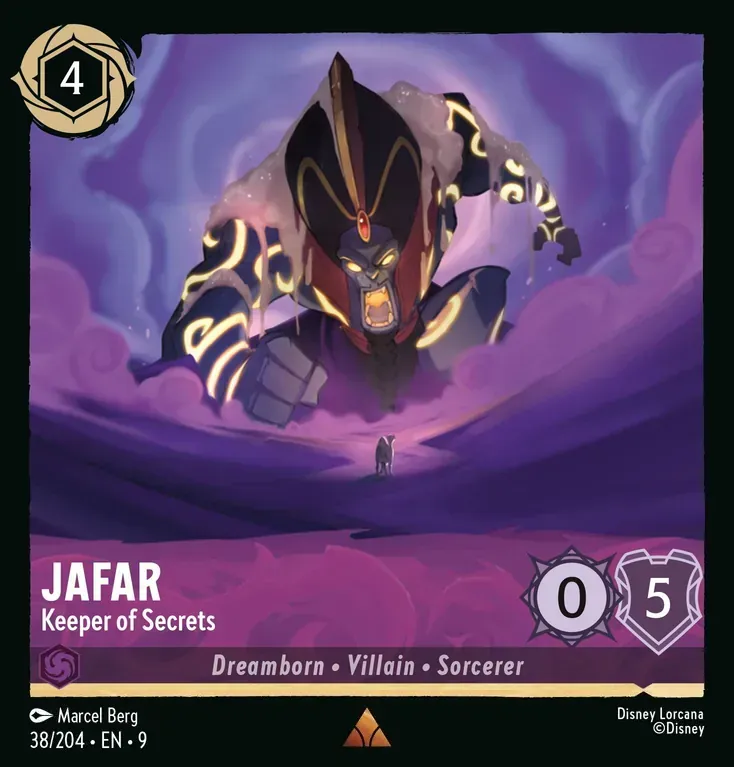 4
JAFAR
Keeper of Secrets
0
5
Dreamborn • Villain • Sorcerer
Marcel Berg
38/204 • EN • 9
Disney Lorcana
©Disney